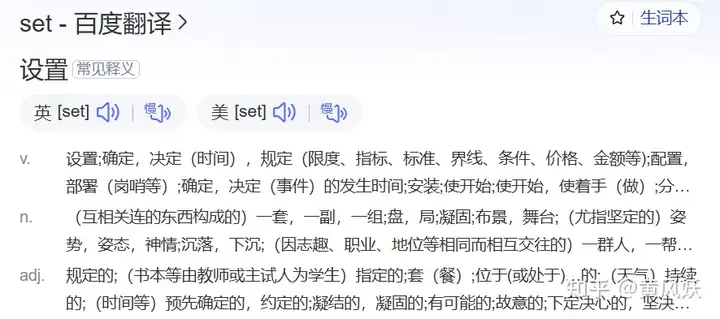 set - 百度翻译 >
☆ 生词本
设置 常见释义
英 [set] 慢 美 [set] 慢
v. 设置;确定，决定（时间），规定（限度、指标、标准、界线、条件、价格、金额等);配置，
部署（岗哨等）;确定，决定（事件）的发生时间;安装;使开始;使开始，使着手（做）;分...
n. （互相关连的东西构成的）一套，一副，一组;盘，局;凝固;布景，舞台;（尤指坚定的）姿
势，姿态，神情;沉落，下沉;（因志趣、职业、地位等相同而相互交往的）一群人，一帮...
adj. 规定的;（书本等由教师或主试人为学生）指定的;套（餐）;位于(或处于)…的;（天气）持续
的;（时间等）预先确定的，约定的;凝结的，凝固的;有可能的;故意的;下定决心的，坚决...
知乎 @黄风妖